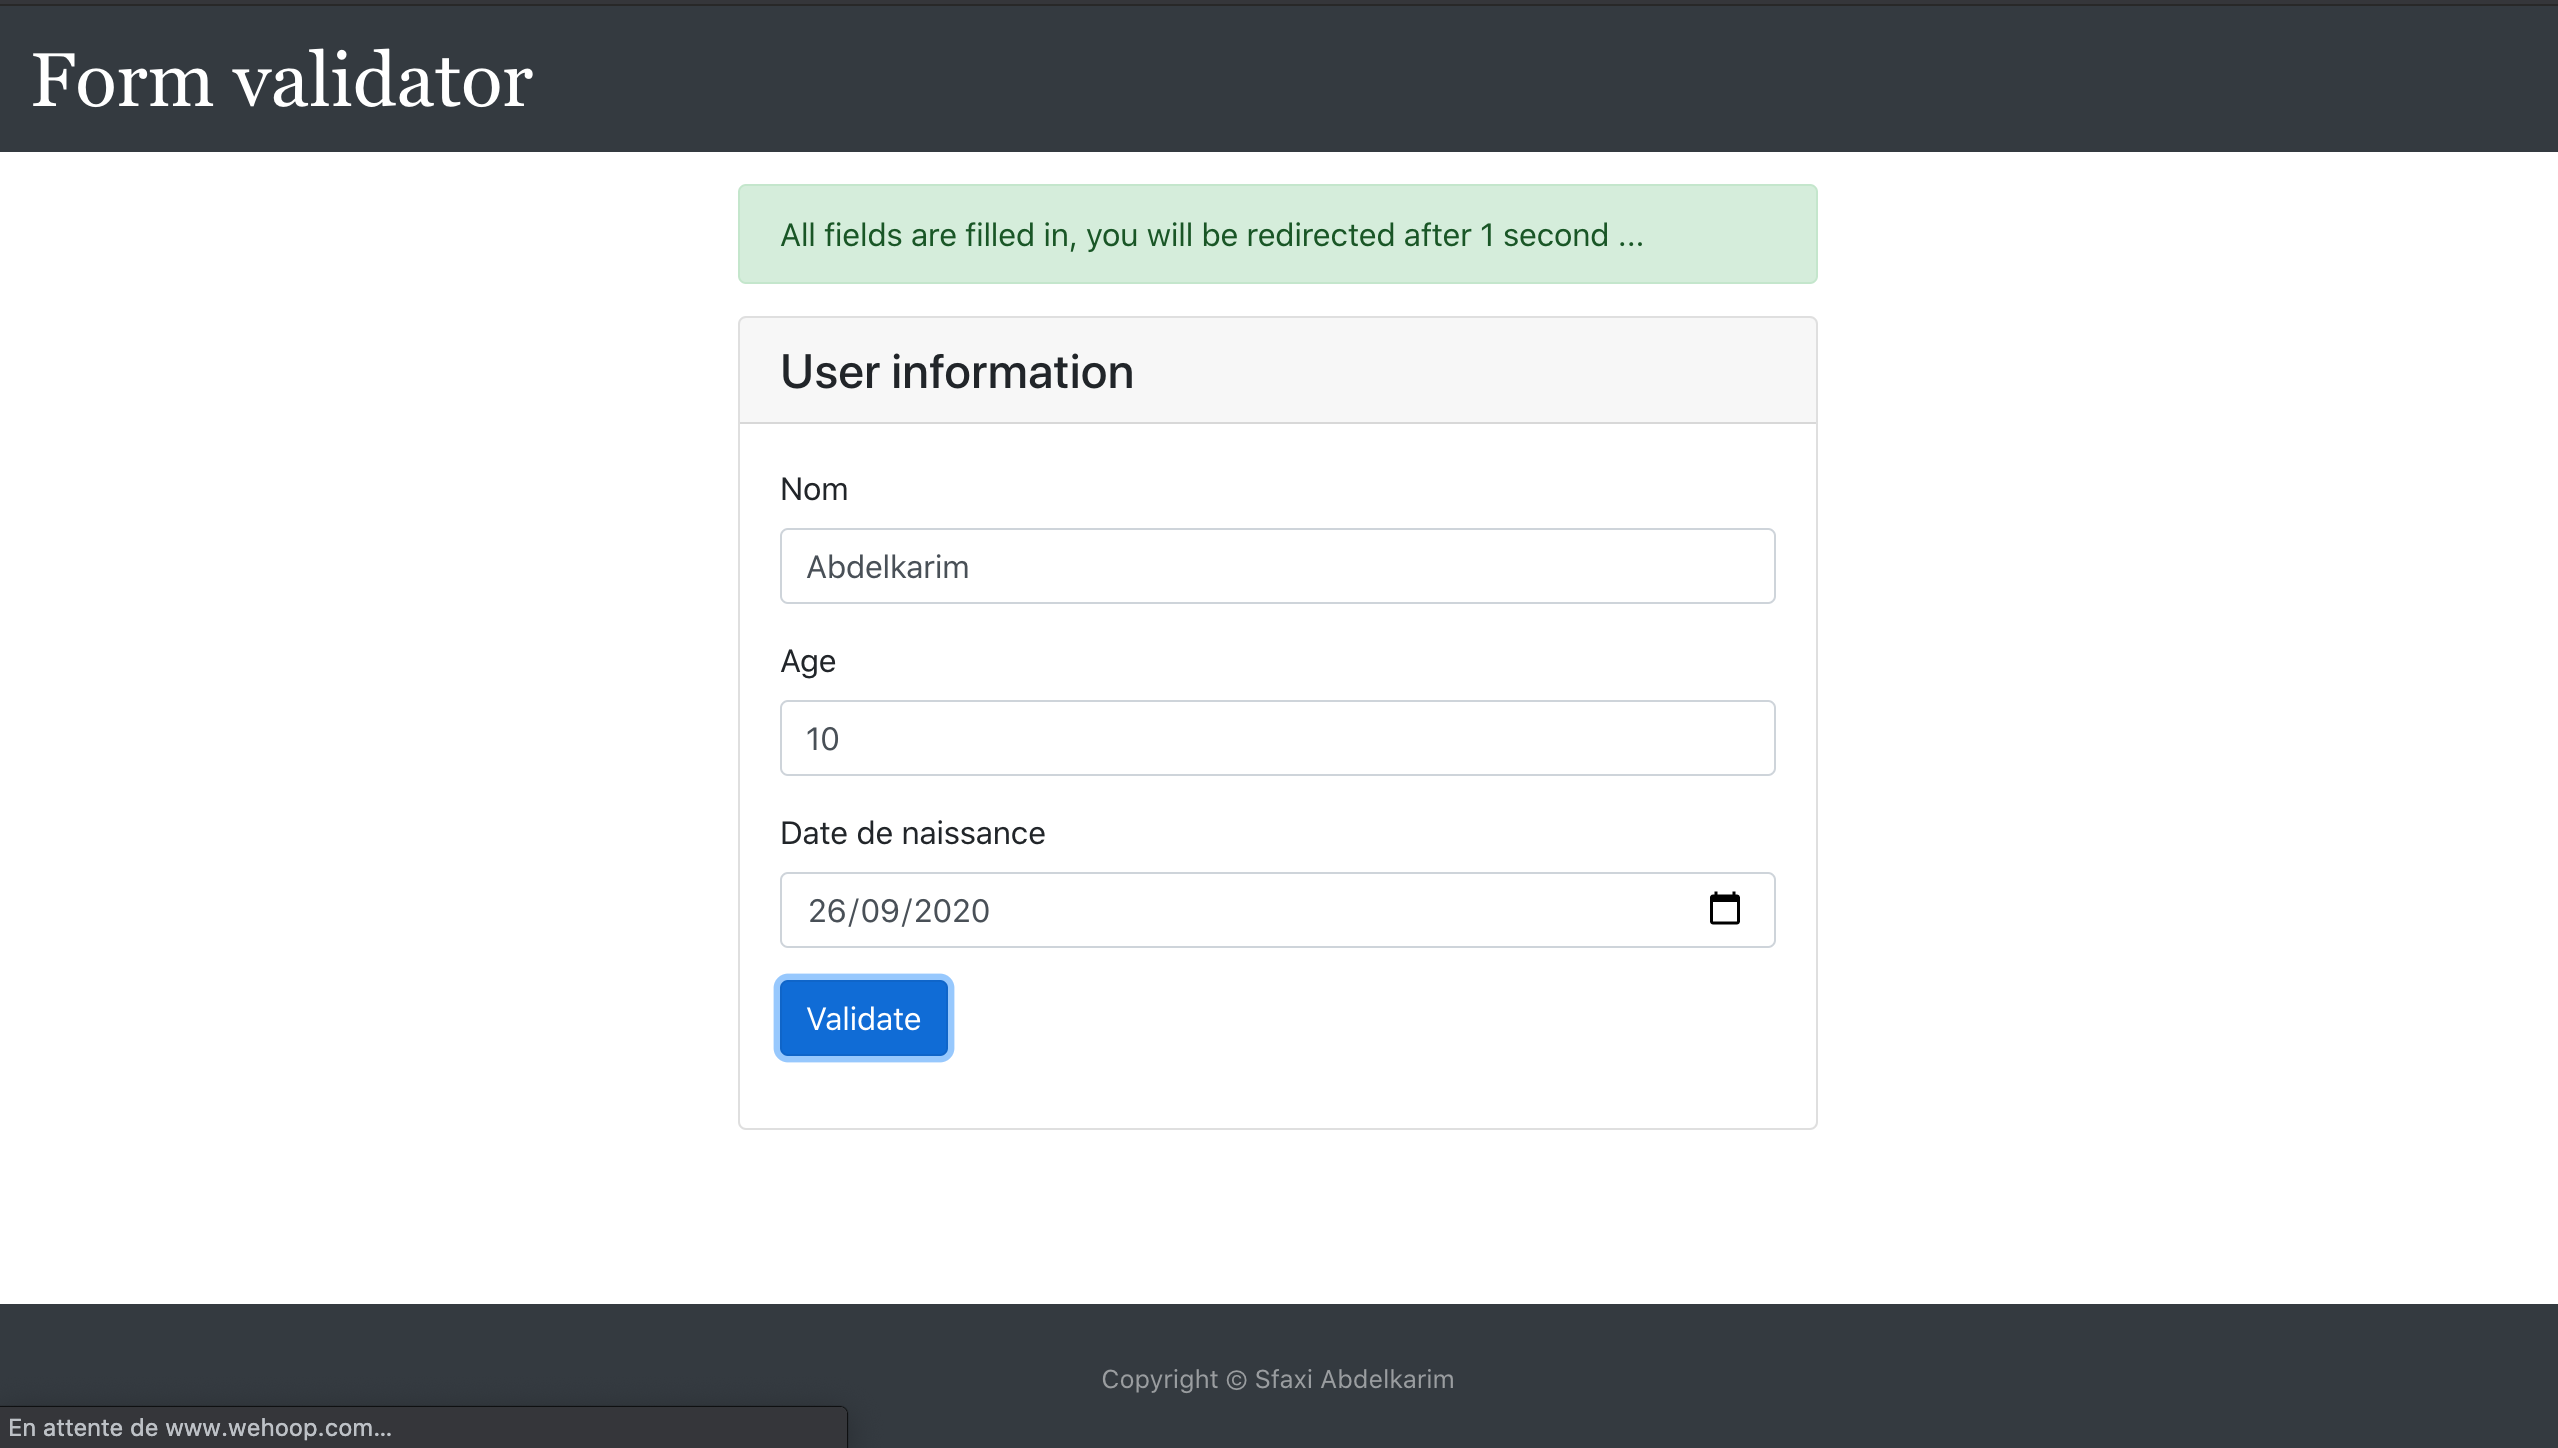 Form validator
All fields are filled in, you will be redirected after 1 second ...
User information
Nom
Abdelkarim
Age
10
Date de naissance
26/09/2020
Validate
Copyright © Sfaxi Abdelkarim
En attente de www.wehoop.com...